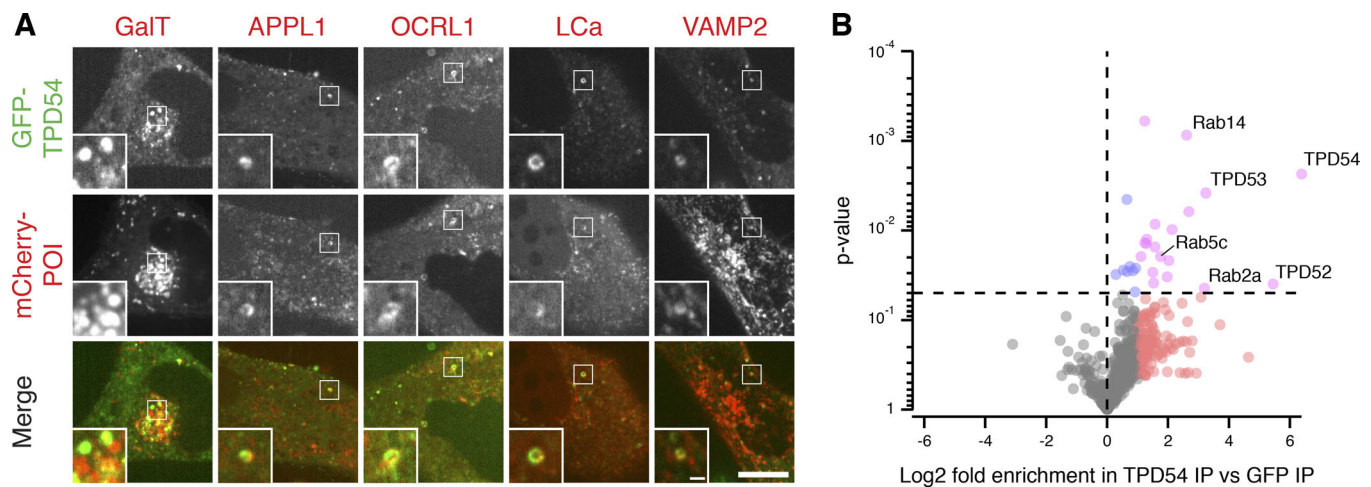 A
GalT
APPL1
OCRL1
LCa
VAMP2
GFP-
TPD54
mCherry-
POI
Merge
B
10-4
10-3
10-2
10-1
1
p-value
Rab14
TPD54
TPD53
Rab5c
Rab2a
TPD52
-6
-4
-2
0
2
4
6
Log2 fold enrichment in TPD54 IP vs GFP IP